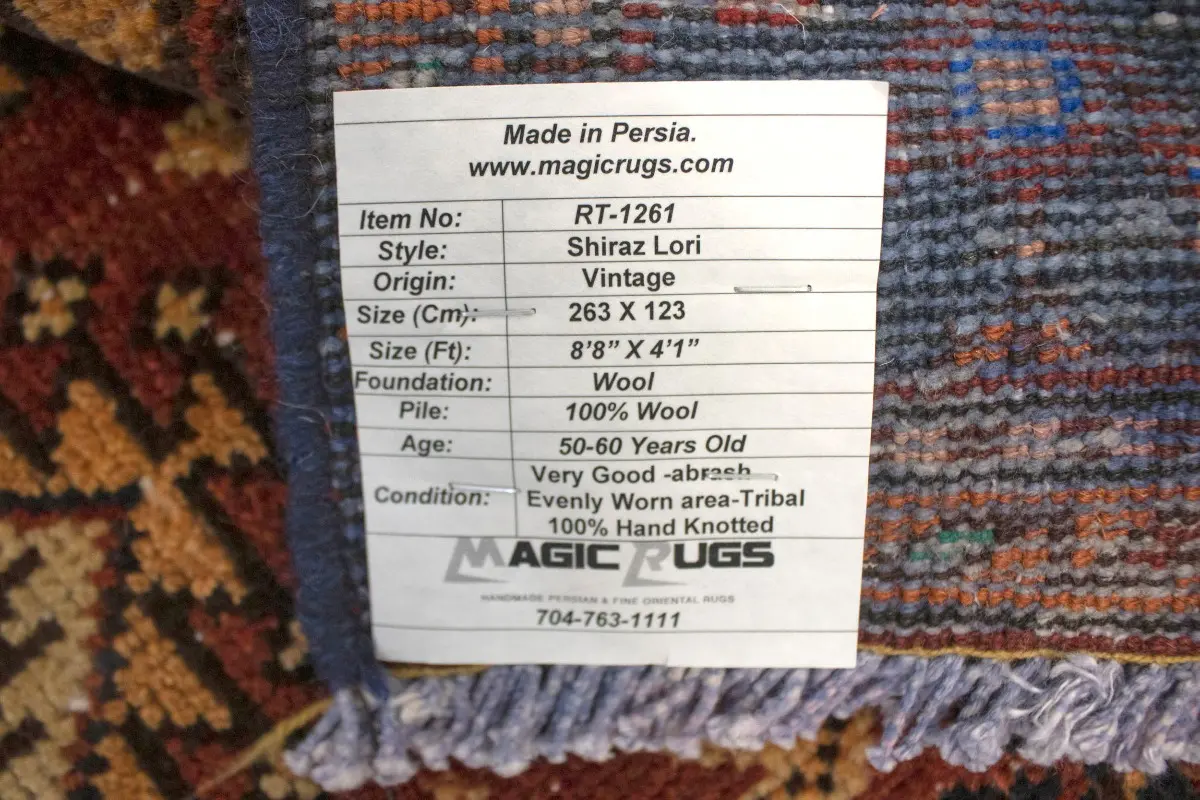 Made in Persia.
www.magicrugs.com
Item No: RT-1261
Style: Shiraz Lori
Origin: Vintage
Size (Cm): 263 X 123
Size (Ft): 8'8” X 4'1”
Foundation: Wool
Pile: 100% Wool
Age: 50-60 Years Old
Condition: Very Good -abrash
Evenly Worn area-Tribal
100% Hand Knotted
MAGIC RUGS
HANDMADE PERSIAN & FINE ORIENTAL RUGS
704-763-1111